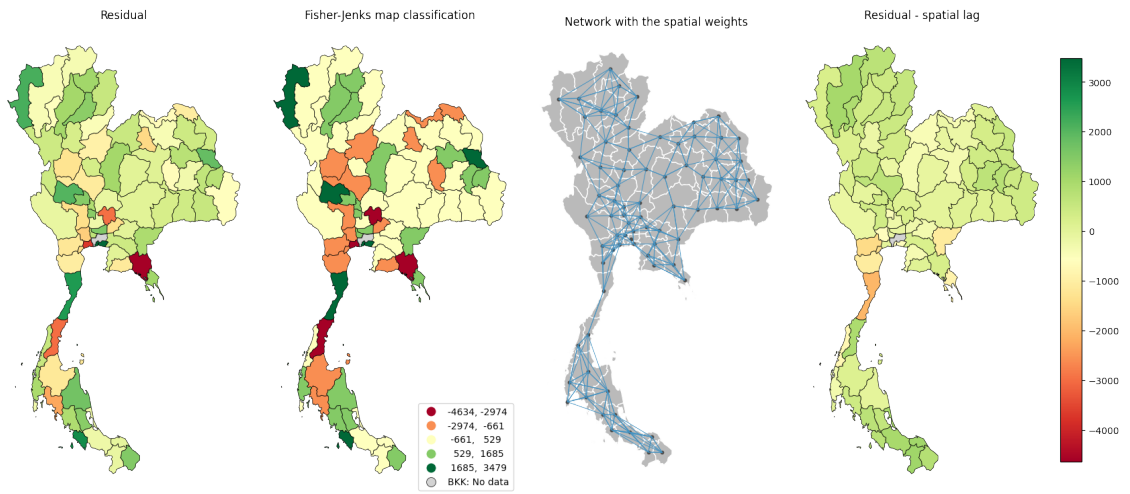 Residual
Fisher-Jenks map classification
Network with the spatial weights
Residual - spatial lag
-4634, -2974
-2974, -661
-661, 529
529, 1685
1685, 3479
BKK: No data
3000
2000
1000
0
−1000
−2000
−3000
−4000